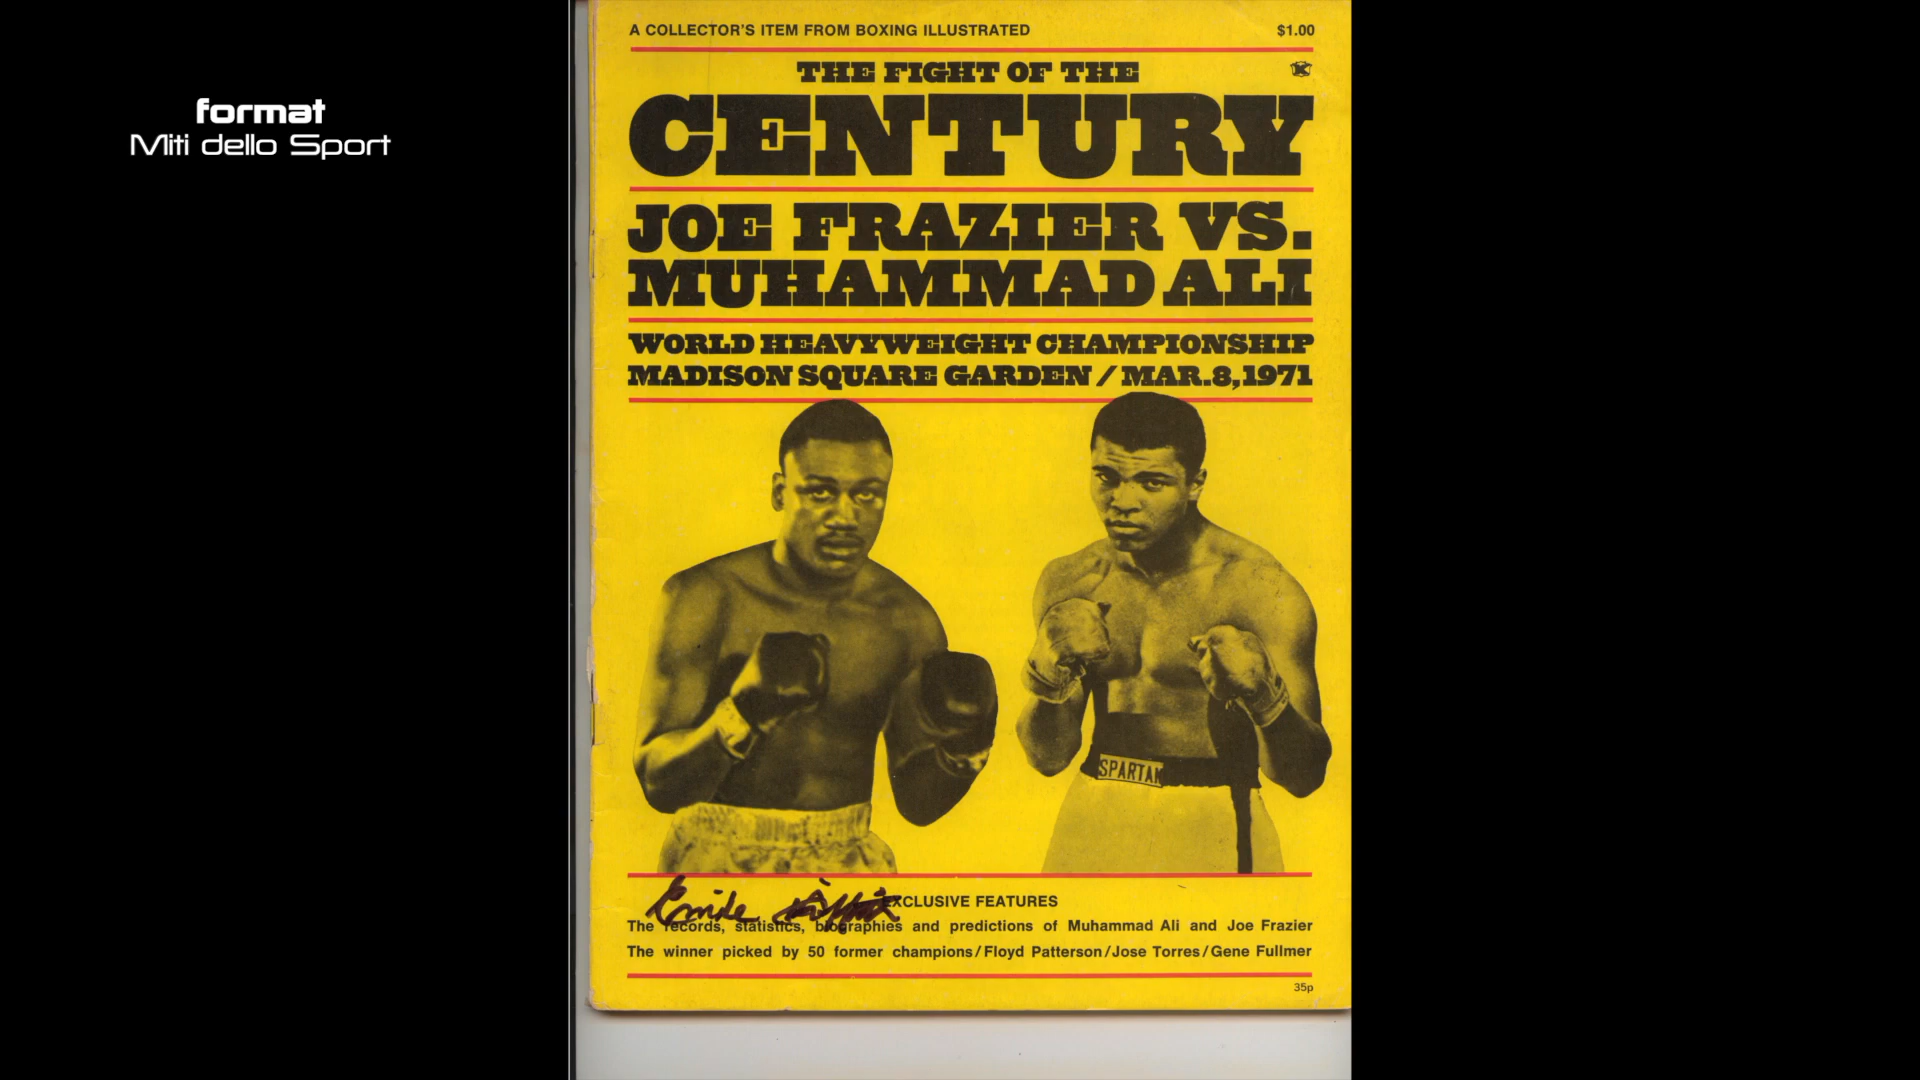 format
Miti dello Sport
A COLLECTOR'S ITEM FROM BOXING ILLUSTRATED $1.00
THE FIGHT OF THE
CENTURY
JOE FRAZIER VS.
MUHAMMAD ALI
WORLD HEAVYWEIGHT CHAMPIONSHIP
MADISON SQUARE GARDEN / MAR.8,1971
SPARTAK
Emile Griffith
EXCLUSIVE FEATURES
The records, statistics, biographies and predictions of Muhammad Ali and Joe Frazier
The winner picked by 50 former champions/Floyd Patterson/Jose Torres/Gene Fullmer
35p